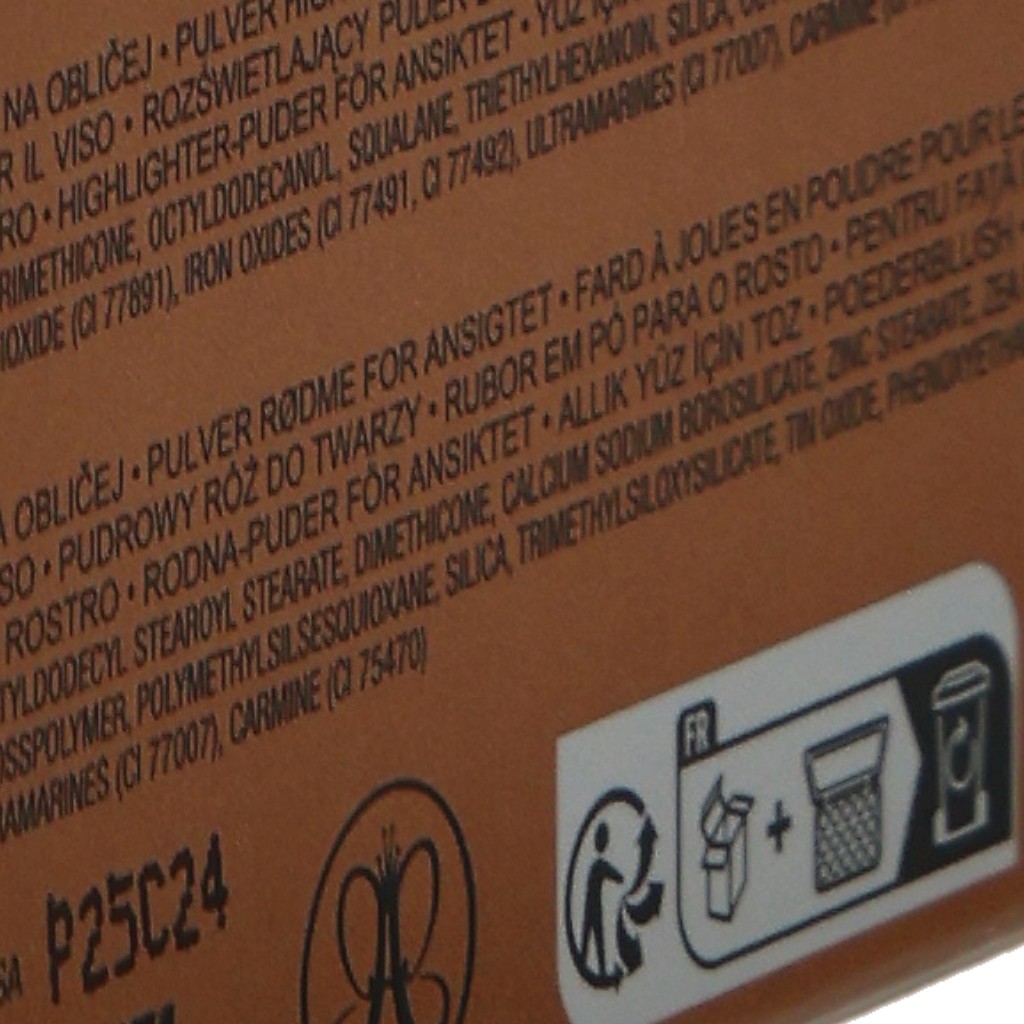 NA OBLIČEJ • PULVER
R IL VISO • ROZŚWIETLAJĄCY PUDER
RO • HIGHLIGHTER-PUDER FÖR ANSIKTET • YÜZ İÇİN
RIMETHICONE, OCTYLDODECANOL, SQUALANE, TRIETHYLHEXANOIN, SILICA,
IOXIDE (CI 77891), IRON OXIDES (CI 77491, CI 77492), ULTRAMARINES (CI 77007), CARMINE
A OBLIČEJ • PULVER RØDME FOR ANSIGTET • FARD À JOUES EN POUDRE POUR LE
SO • PUDROWY RÓŻ DO TWARZY • RUBOR EM PÓ PARA O ROSTO • PENTRU FAȚĂ
ROSTRO • RODNA-PUDER FÖR ANSIKTET • ALLIK YÜZ İÇİN TOZ • POEDERBLUSH •
TYLDODECYL STEAROYL STEARATE, DIMETHICONE, CALCIUM SODIUM BOROSILICATE, ZINC STEARATE, ZEA
OSSPOLYMER, POLYMETHYLSILSESQUIOXANE, SILICA, TRIMETHYLSILOXYSILICATE, TIN OXIDE,
RAMARINES (CI 77007), CARMINE (CI 75470)
FR
SA P25C24